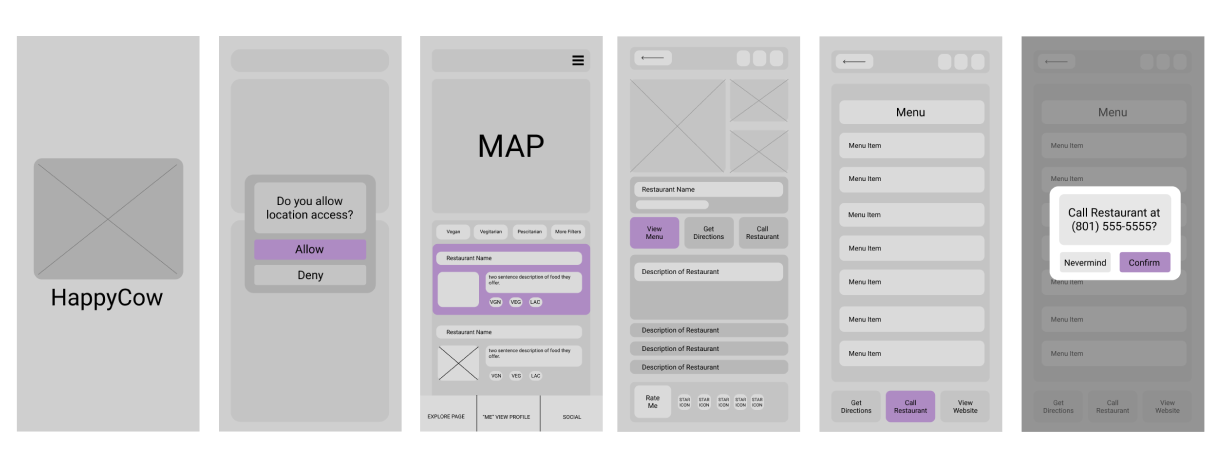 HappyCow
Do you allow
location access?
Allow
Deny
MAP
Vegan
Vegitarian
Pescitarian
More Filters
Restaurant Name
two sentence description of food they
offer.
VGN
VEG
LAC
Restaurant Name
two sentence description of food they
offer.
VGN
VEG
LAC
EXPLORE PAGE
"ME" VIEW PROFILE
SOCIAL
Restaurant Name
View
Menu
Get
Directions
Call
Restaurant
Description of Restaurant
Description of Restaurant
Description of Restaurant
Description of Restaurant
Rate
Me
STAR
ICON
STAR
ICON
STAR
ICON
STAR
ICON
STAR
ICON
Menu
Menu Item
Menu Item
Menu Item
Menu Item
Menu Item
Menu Item
Menu Item
Get
Directions
Call
Restaurant
View
Website
Menu
Menu Item
Menu Item
Call Restaurant at
(801) 555-5555?
Nevermind
Confirm
Menu Item
Menu Item
Menu Item
Get
Directions
Call
Restaurant
View
Website